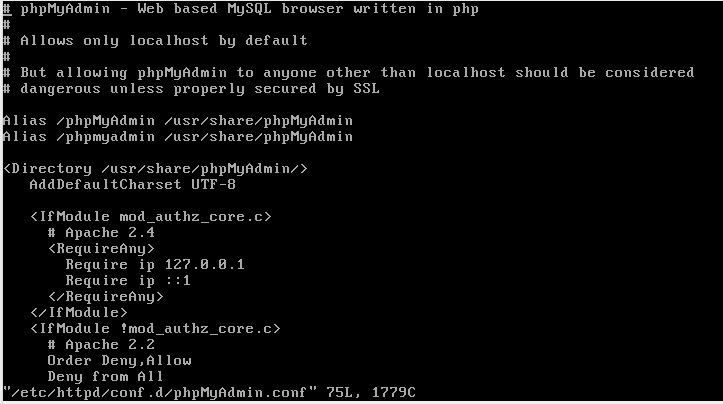 # phpMyAdmin - Web based MySQL browser written in php
#
# Allows only localhost by default
#
# But allowing phpMyAdmin to anyone other than localhost should be considered
# dangerous unless properly secured by SSL

Alias /phpMyAdmin /usr/share/phpMyAdmin
Alias /phpmyadmin /usr/share/phpMyAdmin

<Directory /usr/share/phpMyAdmin/>
   AddDefaultCharset UTF-8

   <IfModule mod_authz_core.c>
     # Apache 2.4
     <RequireAny>
       Require ip 127.0.0.1
       Require ip ::1
     </RequireAny>
   </IfModule>
   <IfModule !mod_authz_core.c>
     # Apache 2.2
     Order Deny,Allow
     Deny from All
"/etc/httpd/conf.d/phpMyAdmin.conf" 75L, 1779C